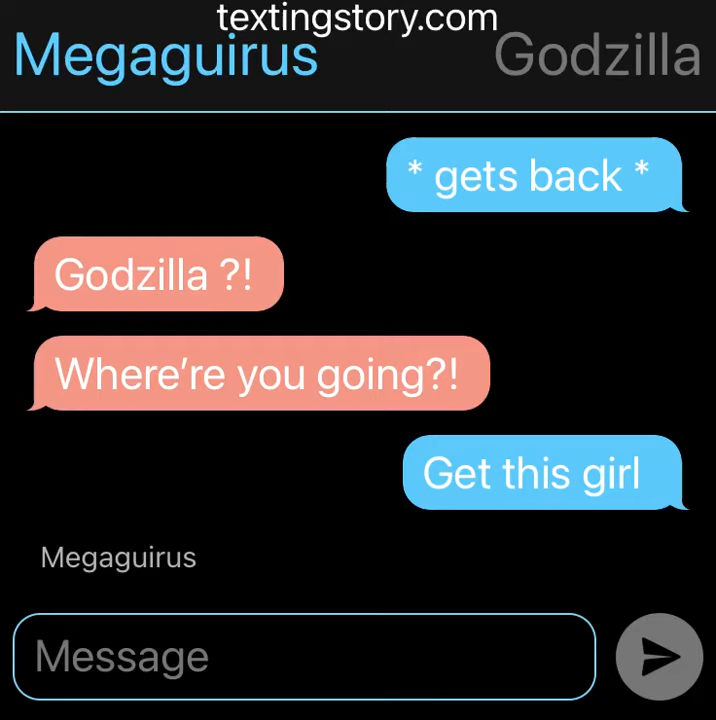 textingstory.com
Megaguirus Godzilla
* gets back *
Godzilla ?!
Where’re you going?!
Get this girl
Megaguirus
Message